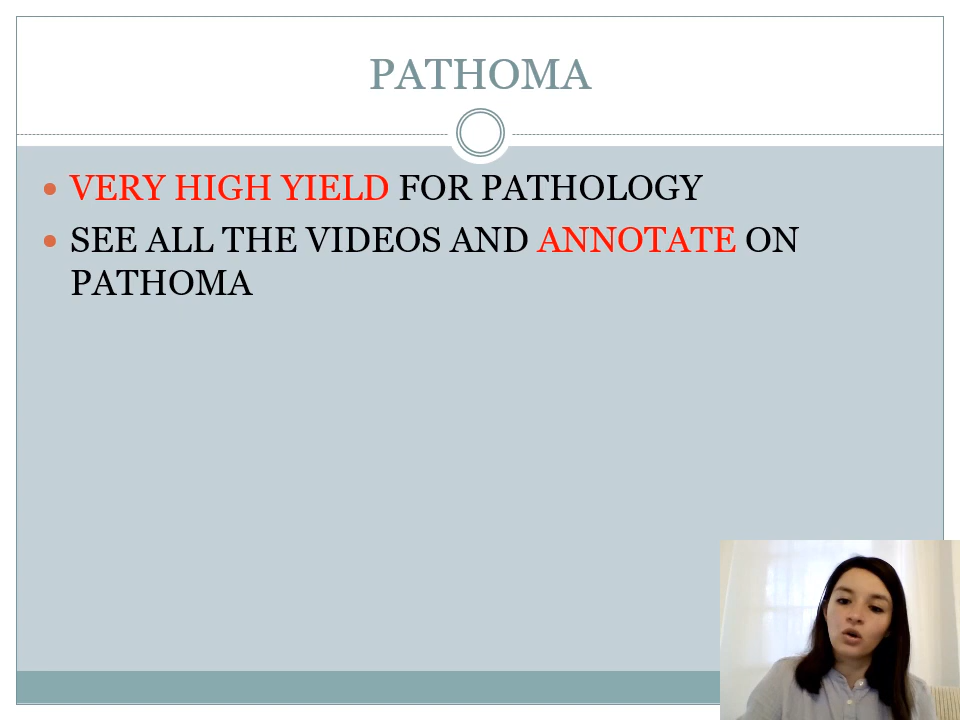 PATHOMA
VERY HIGH YIELD FOR PATHOLOGY
SEE ALL THE VIDEOS AND ANNOTATE ON
PATHOMA